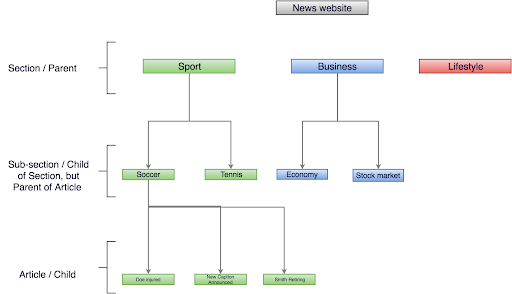 News website
Section / Parent
Sport
Business
Lifestyle
Sub-section / Child
of Section, but
Parent of Article
Soccer
Tennis
Economy
Stock market
Article / Child
Doe injured
New Captian
Announced
Smith Retiring